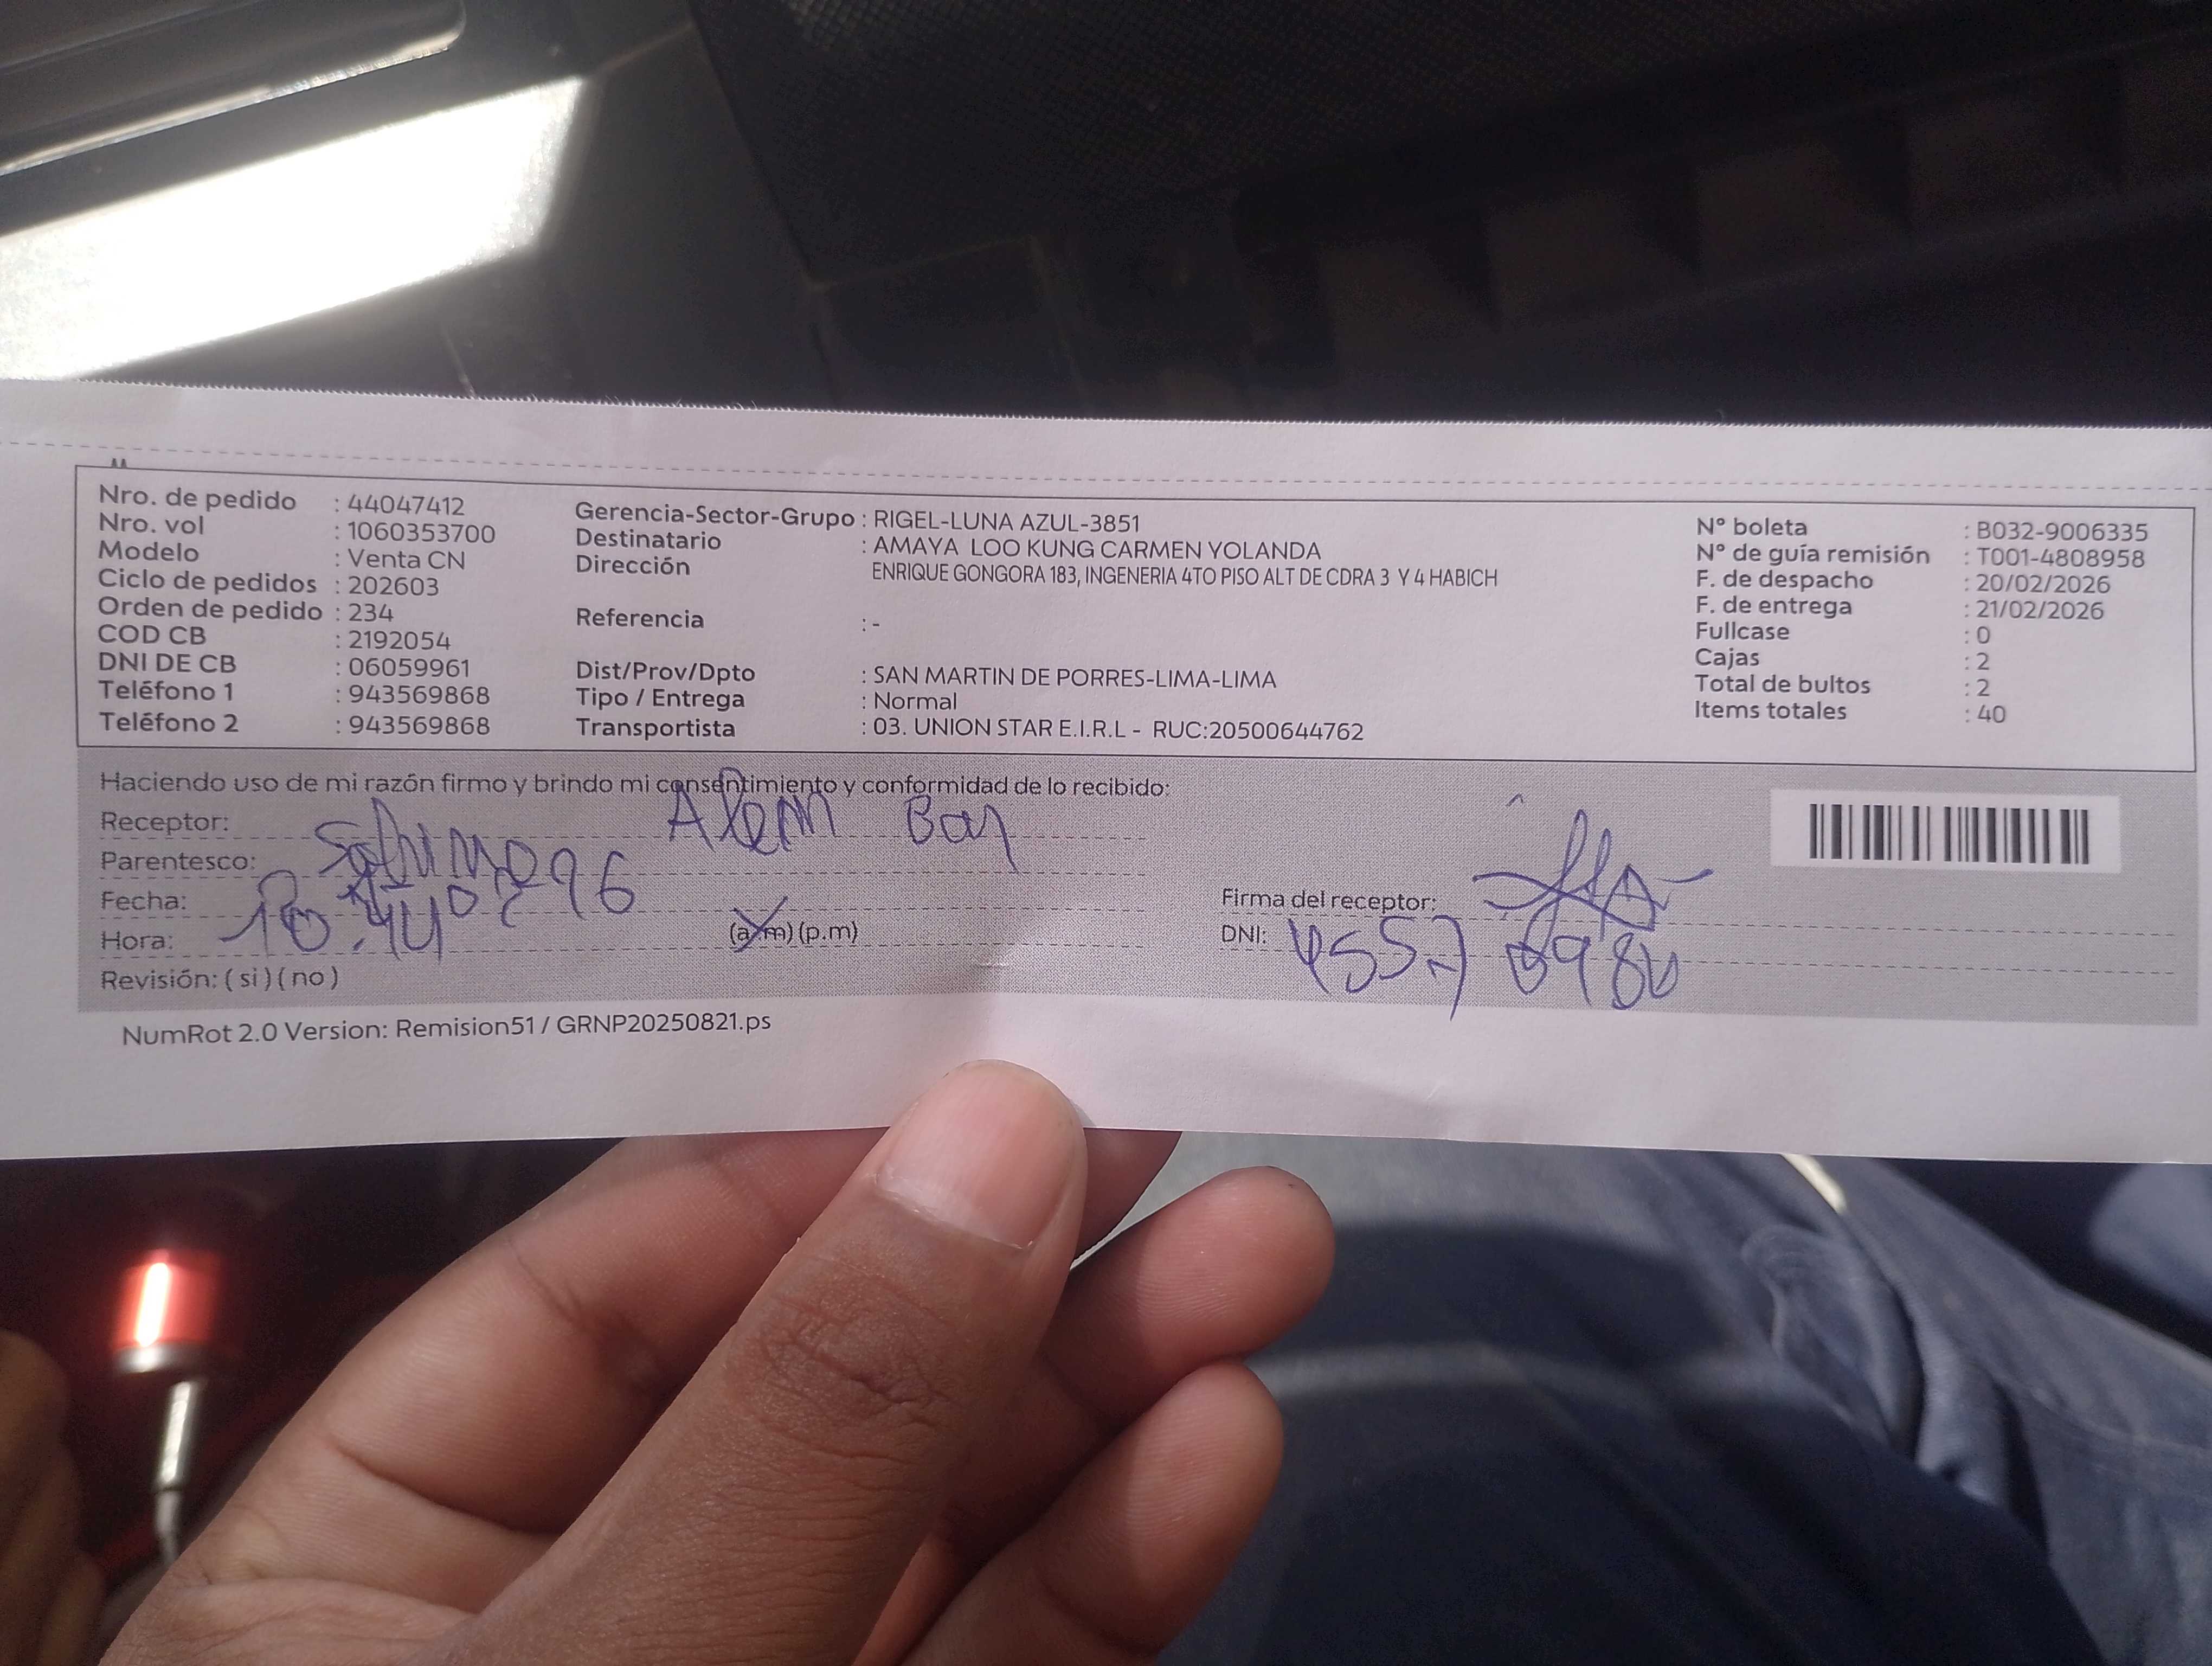 Nro. de pedido : 44047412
Nro. vol : 1060353700
Modelo : Venta CN
Ciclo de pedidos : 202603
Orden de pedido : 234
COD CB : 2192054
DNI DE CB : 06059961
Teléfono 1 : 943569868
Teléfono 2 : 943569868
Gerencia-Sector-Grupo : RIGEL-LUNA AZUL-3851
Destinatario : AMAYA LOO KUNG CARMEN YOLANDA
Dirección ENRIQUE GONGORA 183, INGENERIA 4TO PISO ALT DE CDRA 3 Y 4 HABICH
Referencia : -
Dist/Prov/Dpto : SAN MARTIN DE PORRES-LIMA-LIMA
Tipo / Entrega : Normal
Transportista : 03. UNION STAR E.I.R.L - RUC:20500644762
N° boleta : B032-9006335
N° de guía remisión : T001-4808958
F. de despacho : 20/02/2026
F. de entrega : 21/02/2026
Fullcase : 0
Cajas : 2
Total de bultos : 2
Items totales : 40
Haciendo uso de mi razón firmo y brindo mi consentimiento y conformidad de lo recibido:
Receptor:
Parentesco:
Fecha:
Hora: 10:44 (a.m) (p.m)
Revisión: ( si ) ( no )
Firma del receptor:
DNI:
NumRot 2.0 Version: Remision51 / GRNP20250821.ps